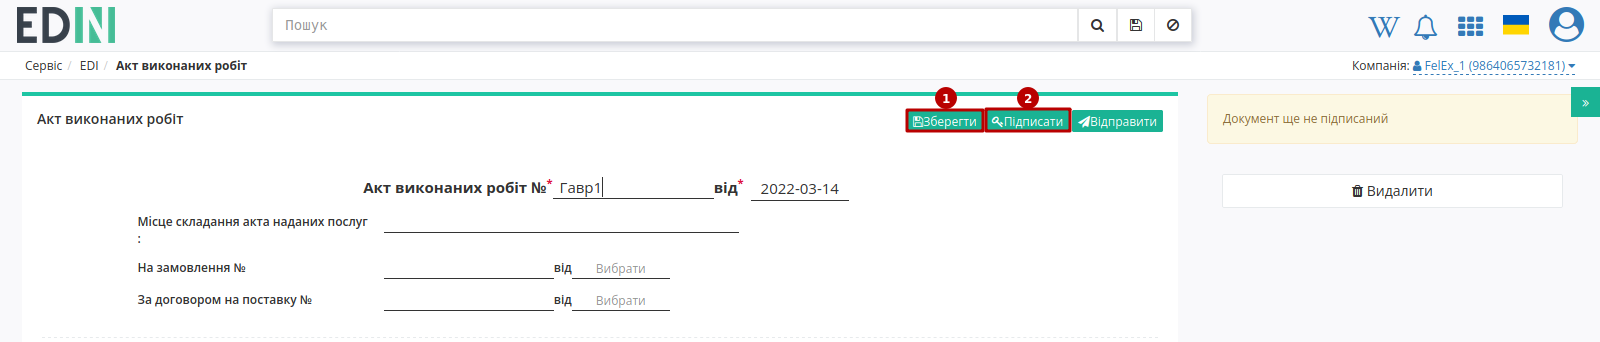 EDIN
Пошук
Сервіс / EDI / Акт виконаних робіт
Компанія: FelEx_1 (9864065732181)
1 2
Акт виконаних робіт
Зберегти Підписати Відправити
»
Документ ще не підписаний
Видалити
Акт виконаних робіт №* Гавр1 від* 2022-03-14
Місце складання акта наданих послуг
:
На замовлення № від Вибрати
За договором на поставку № від Вибрати